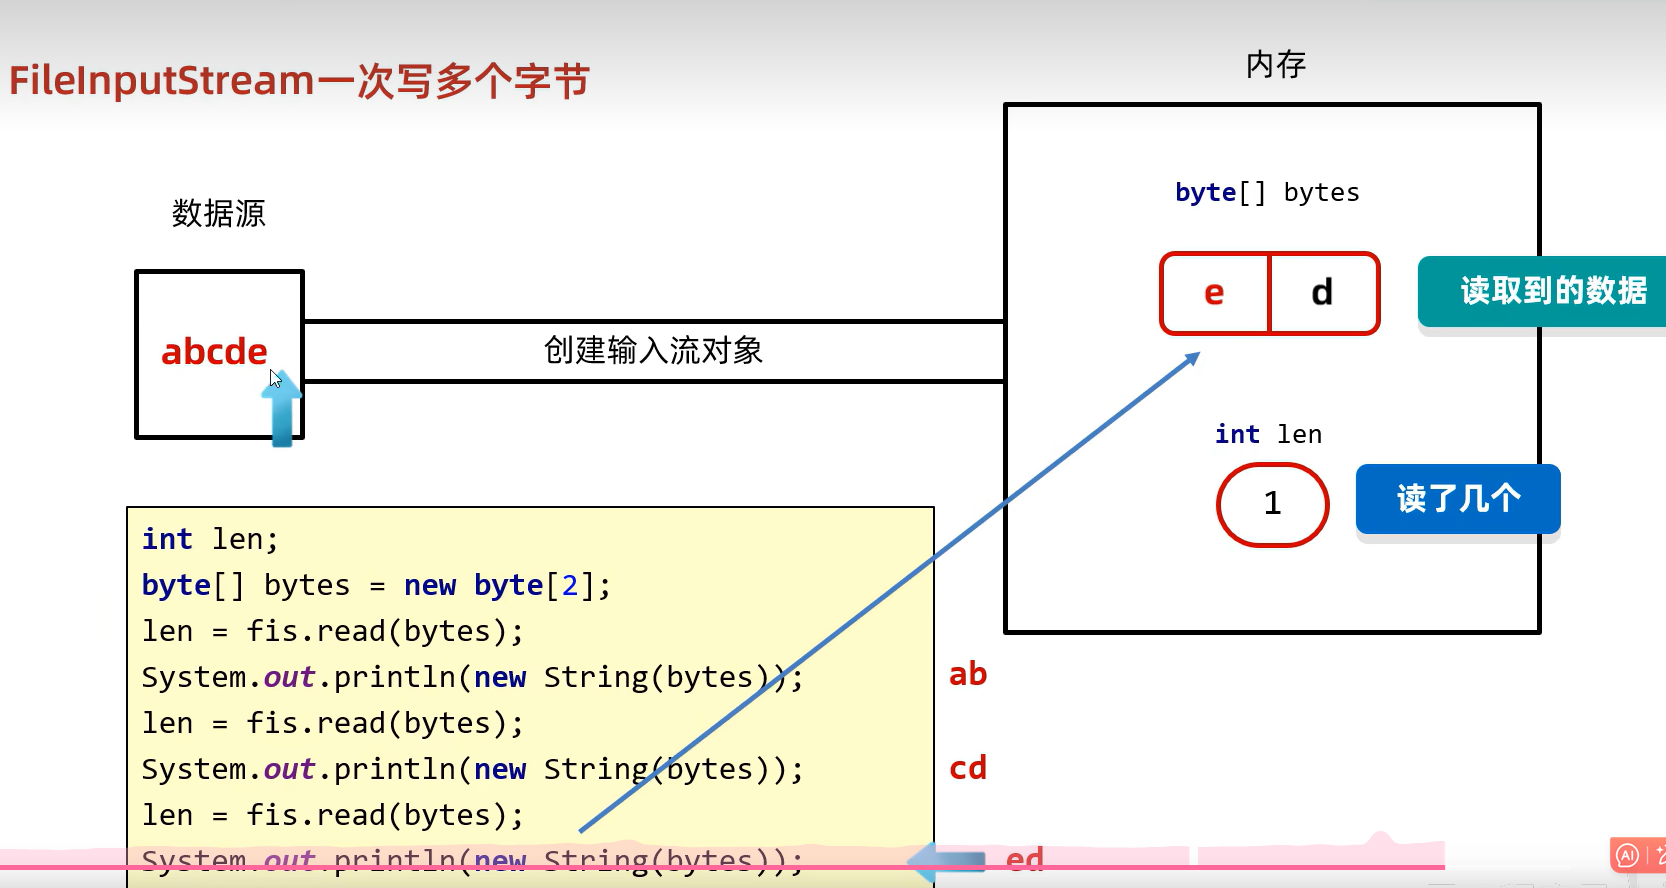 FileInputStream一次写多个字节
内存
数据源
byte[] bytes
e d
读取到的数据
abcde
创建输入流对象
int len
1
读了几个
int len;
byte[] bytes = new byte[2];
len = fis.read(bytes);
System.out.println(new String(bytes));
ab
len = fis.read(bytes);
System.out.println(new String(bytes));
cd
len = fis.read(bytes);
System.out.println(new String(bytes));
ed
AI